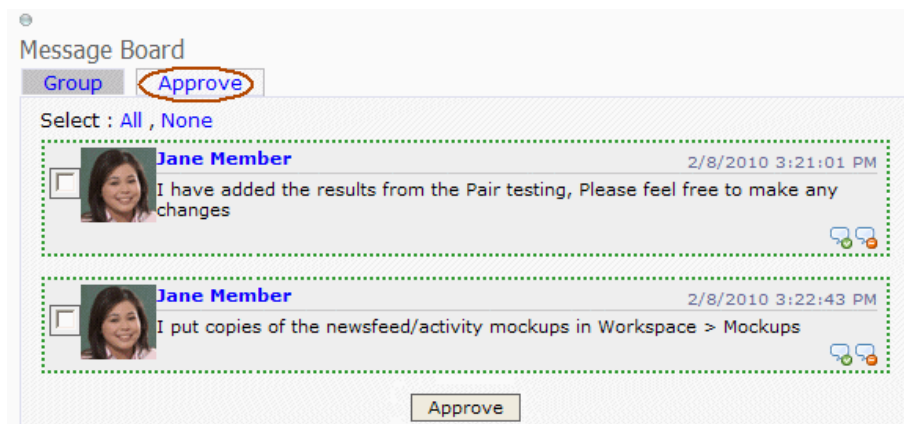 Message Board
Group Approve
Select : All , None
Jane Member 2/8/2010 3:21:01 PM
I have added the results from the Pair testing, Please feel free to make any
changes
Jane Member 2/8/2010 3:22:43 PM
I put copies of the newsfeed/activity mockups in Workspace > Mockups
Approve